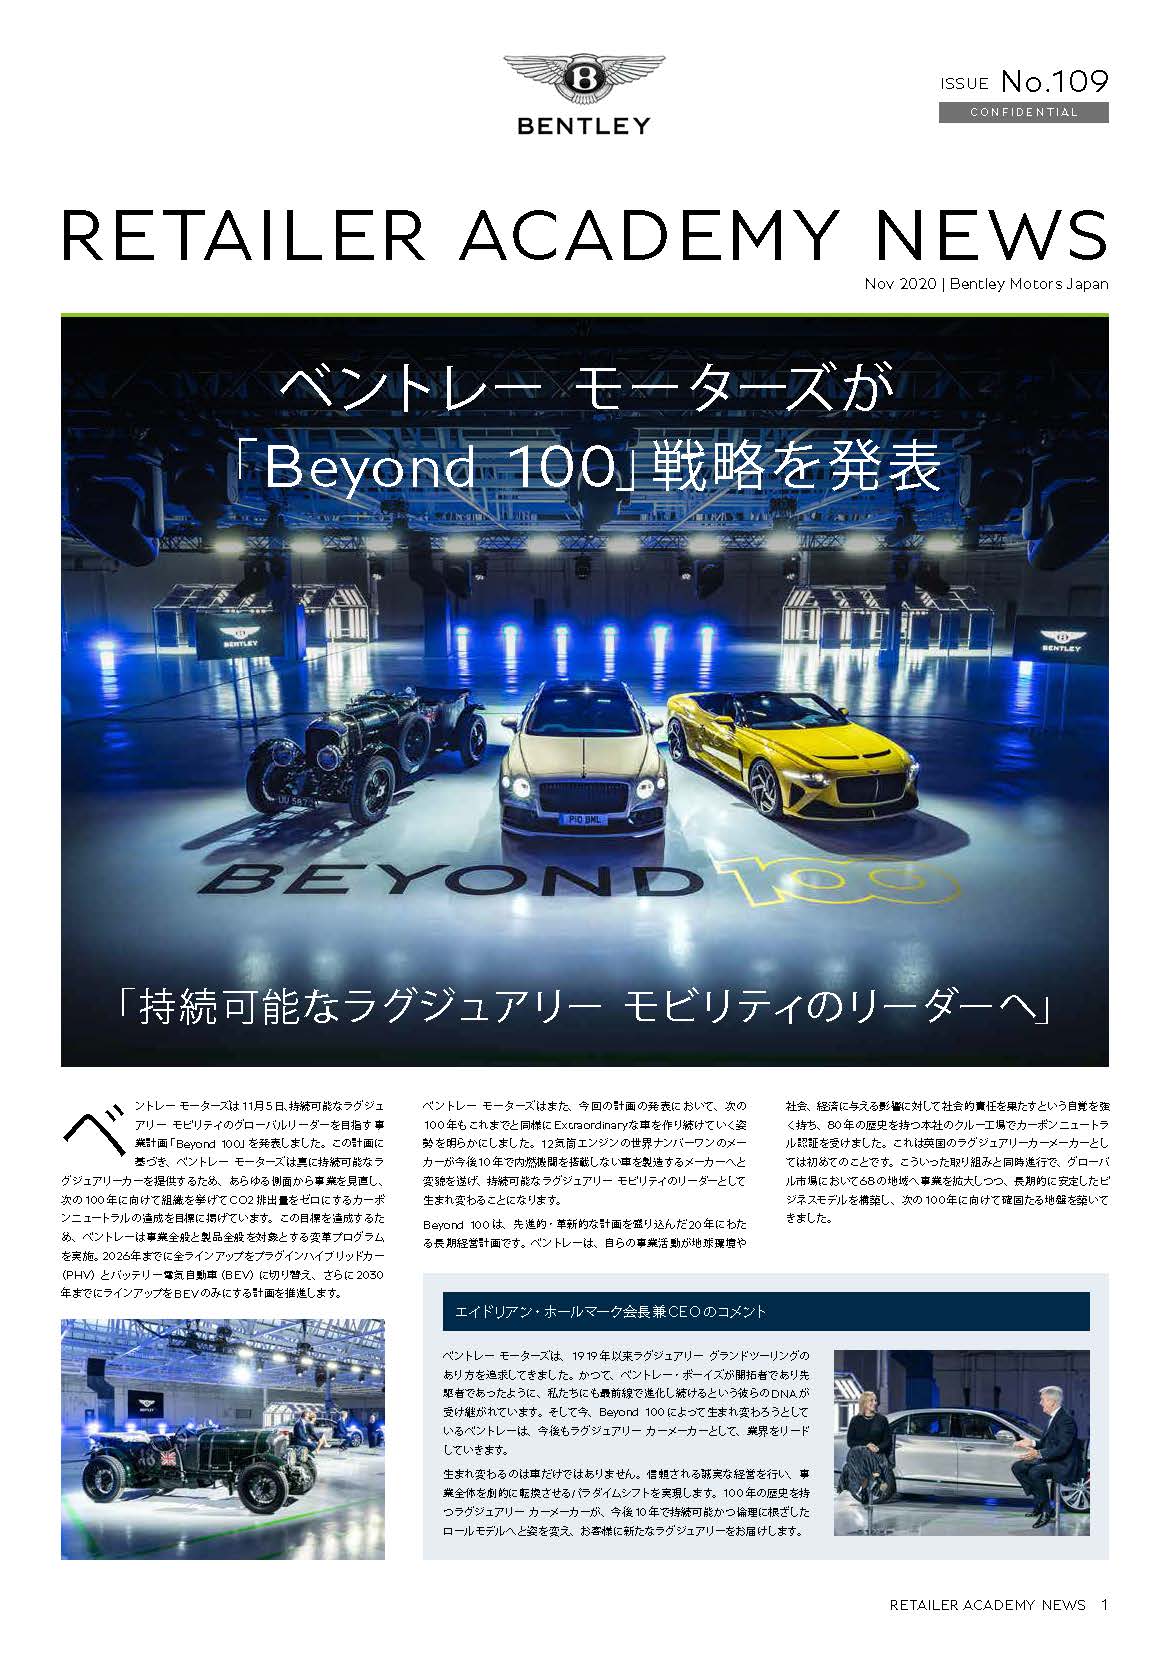 BENTLEY
ISSUE No.109
CONFIDENTIAL
RETAILER ACADEMY NEWS
Nov 2020 | Bentley Motors Japan
ベントレー モーターズが
「Beyond 100」戦略を発表
BENTLEY
BENTLEY
UU 5872
P10 BML
BEYOND 100
「持続可能なラグジュアリー モビリティのリーダーへ」
ベントレー モーターズは11月5日、持続可能なラグジュ
アリー モビリティのグローバルリーダーを目指す事
業計画「Beyond 100」を発表しました。この計画に
基づき、ベントレー モーターズは真に持続可能なラ
グジュアリーカーを提供するため、あらゆる側面から事業を見直し、
次の100年に向けて組織を挙げてCO2排出量をゼロにするカーボ
ンニュートラルの達成を目標に掲げています。この目標を達成するた
め、ベントレーは事業全般と製品全般を対象とする変革プログラム
を実施。2026年までに全ラインアップをプラグインハイブリッドカー
（PHV）とバッテリー電気自動車（BEV）に切り替え、さらに2030
年までにラインアップをBEVのみにする計画を推進します。
ベントレー モーターズはまた、今回の計画の発表において、次の
100年もこれまでと同様にExtraordinaryな車を作り続けていく姿
勢を明らかにしました。12気筒エンジンの世界ナンバーワンのメー
カーが今後10年で内燃機関を搭載しない車を製造するメーカーへと
変貌を遂げ、持続可能なラグジュアリー モビリティのリーダーとして
生まれ変わることになります。
Beyond 100は、先進的・革新的な計画を盛り込んだ20年にわた
る長期経営計画です。ベントレーは、自らの事業活動が地球環境や
社会、経済に与える影響に対して社会的責任を果たすという自覚を強
く持ち、80年の歴史を持つ本社のクルー工場でカーボンニュートラ
ル認証を受けました。これは英国のラグジュアリーカーメーカーとし
ては初めてのことです。こういった取り組みと同時進行で、グローバ
ル市場において68の地域へ事業を拡大しつつ、長期的に安定したビ
ジネスモデルを構築し、次の100年に向けて確固たる地盤を築いて
きました。
エイドリアン・ホールマーク会長兼CEOのコメント
ベントレー モーターズは、1919年以来ラグジュアリー グランドツーリングの
あり方を追求してきました。かつて、ベントレー・ボーイズが開拓者であり先
駆者であったように、私たちにも最前線で進化し続けるという彼らのDNAが
受け継がれています。そして今、Beyond 100によって生まれ変わろうとして
いるベントレーは、今後もラグジュアリー カーメーカーとして、業界をリード
していきます。
生まれ変わるのは車だけではありません。信頼される誠実な経営を行い、事
業全体を劇的に転換させるパラダイムシフトを実現します。100年の歴史を持
つラグジュアリー カーメーカーが、今後10年で持続可能かつ倫理に根ざした
ロールモデルへと姿を変え、お客様に新たなラグジュアリーをお届けします。
RETAILER ACADEMY NEWS 1